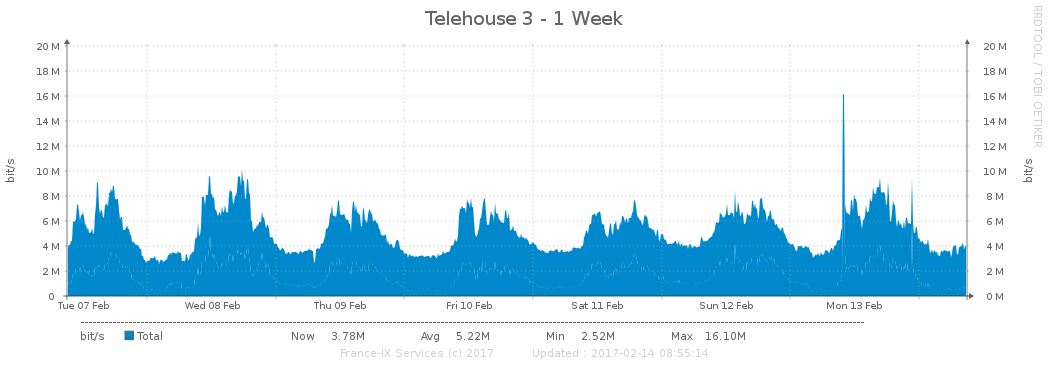 Telehouse 3 - 1 Week
RRDTOOL / TOBI OETIKER
bit/s
20 M 20 M
18 M 18 M
16 M 16 M
14 M 14 M
12 M 12 M
10 M 10 M
8 M 8 M
6 M 6 M
4 M 4 M
2 M 2 M
0 0 M
bit/s
Tue 07 Feb Wed 08 Feb Thu 09 Feb Fri 10 Feb Sat 11 Feb Sun 12 Feb Mon 13 Feb
bit/s Total Now 3.78M Avg 5.22M Min 2.52M Max 16.10M
France-IX Services (c) 2017 Updated : 2017-02-14 08:55:14